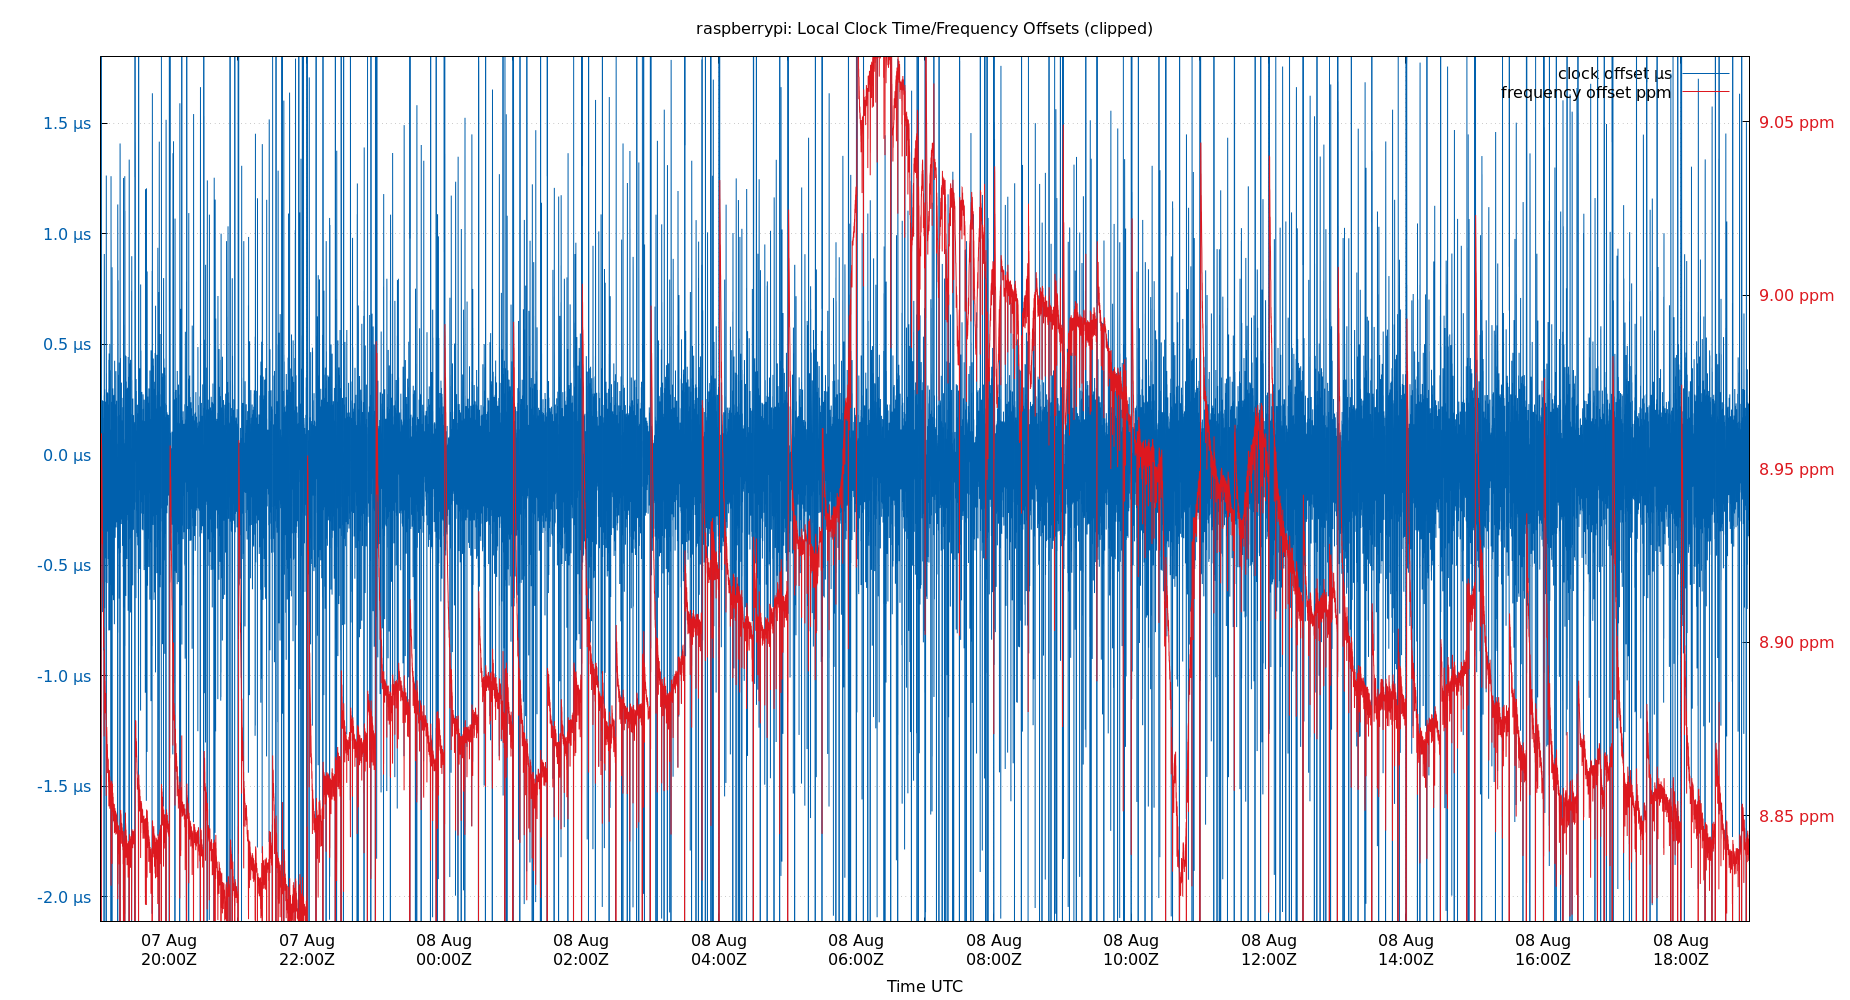 raspberrypi: Local Clock Time/Frequency Offsets (clipped)
clock offset µs
frequency offset ppm
1.5 µs
1.0 µs
0.5 µs
0.0 µs
-0.5 µs
-1.0 µs
-1.5 µs
-2.0 µs
9.05 ppm
9.00 ppm
8.95 ppm
8.90 ppm
8.85 ppm
07 Aug 07 Aug 08 Aug 08 Aug 08 Aug 08 Aug 08 Aug 08 Aug 08 Aug 08 Aug 08 Aug 08 Aug
20:00Z 22:00Z 00:00Z 02:00Z 04:00Z 06:00Z 08:00Z 10:00Z 12:00Z 14:00Z 16:00Z 18:00Z
Time UTC